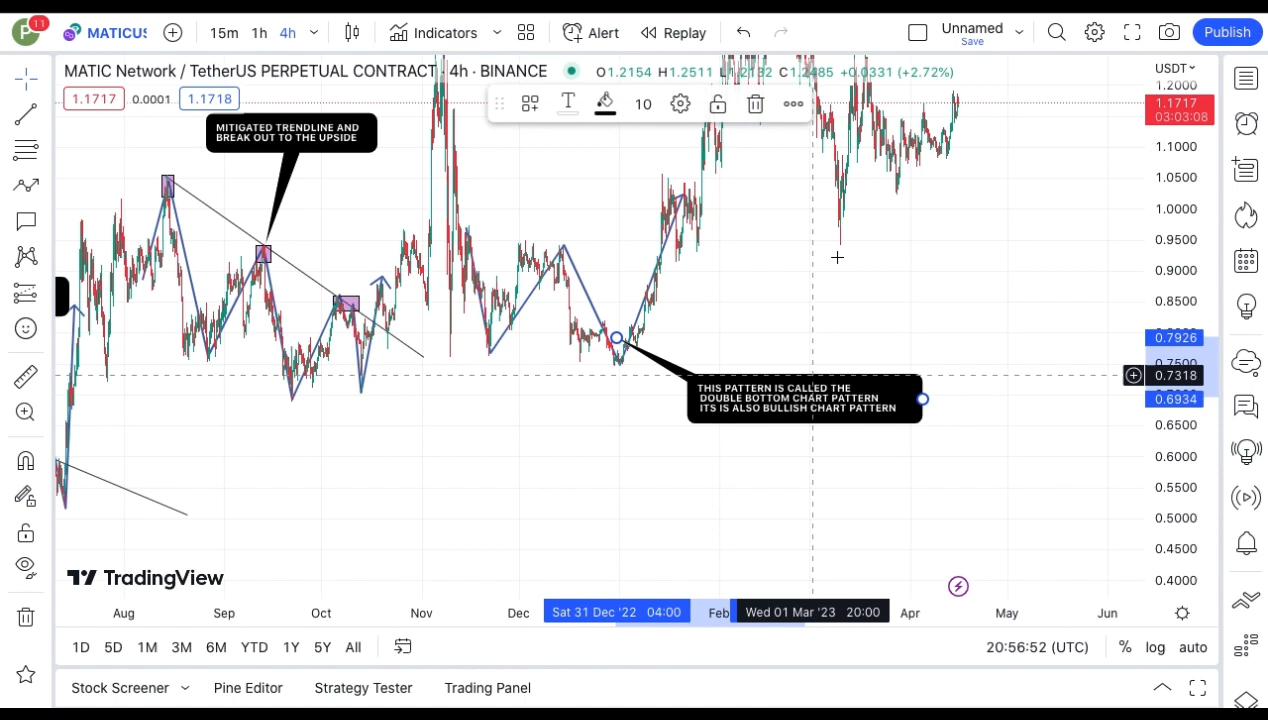 P
11
MATICUS
15m 1h 4h
Indicators
Alert
Replay
Unnamed
Save
Publish
MATIC Network / TetherUS PERPETUAL CONTRACT · 4h · BINANCE
O1.2154 H1.2511 L1.2132 C1.2485 +0.0331 (+2.72%)
1.1717 0.0001 1.1718
10
MITIGATED TRENDLINE AND
BREAK OUT TO THE UPSIDE
THIS PATTERN IS CALLED THE
DOUBLE BOTTOM CHART PATTERN
ITS IS ALSO BULLISH CHART PATTERN
USDT
1.2000
1.1717
03:03:08
1.1000
1.0500
1.0000
0.9500
0.9000
0.8500
0.7926
0.7500
0.7318
0.6934
0.6500
0.6000
0.5500
0.5000
0.4500
0.4000
TradingView
Aug Sep Oct Nov Dec Sat 31 Dec '22 04:00 Feb Wed 01 Mar '23 20:00 Apr May Jun
1D 5D 1M 3M 6M YTD 1Y 5Y All
20:56:52 (UTC) % log auto
Stock Screener Pine Editor Strategy Tester Trading Panel